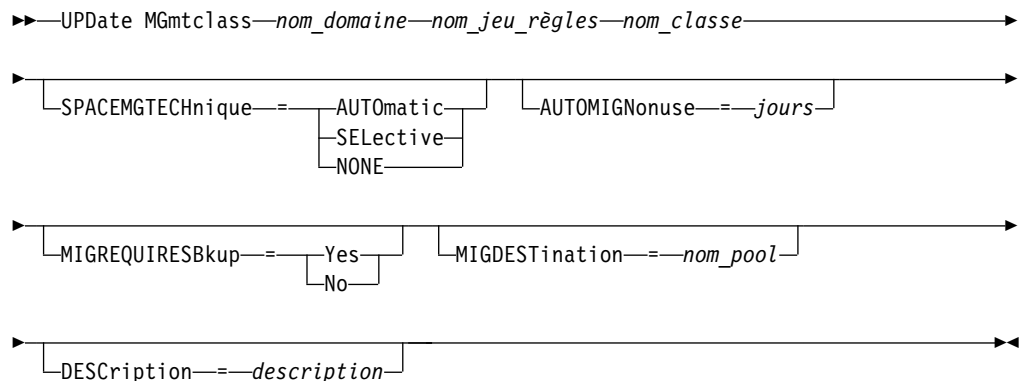 UPDate MGmtclass nom_domaine nom_jeu_règles nom_classe
SPACEMGTECHnique = AUTOmatic AUTOMIGNonuse = jours
SELective
NONE
MIGREQUIRESBkup = Yes MIGDESTination = nom_pool
No
DESCription = description